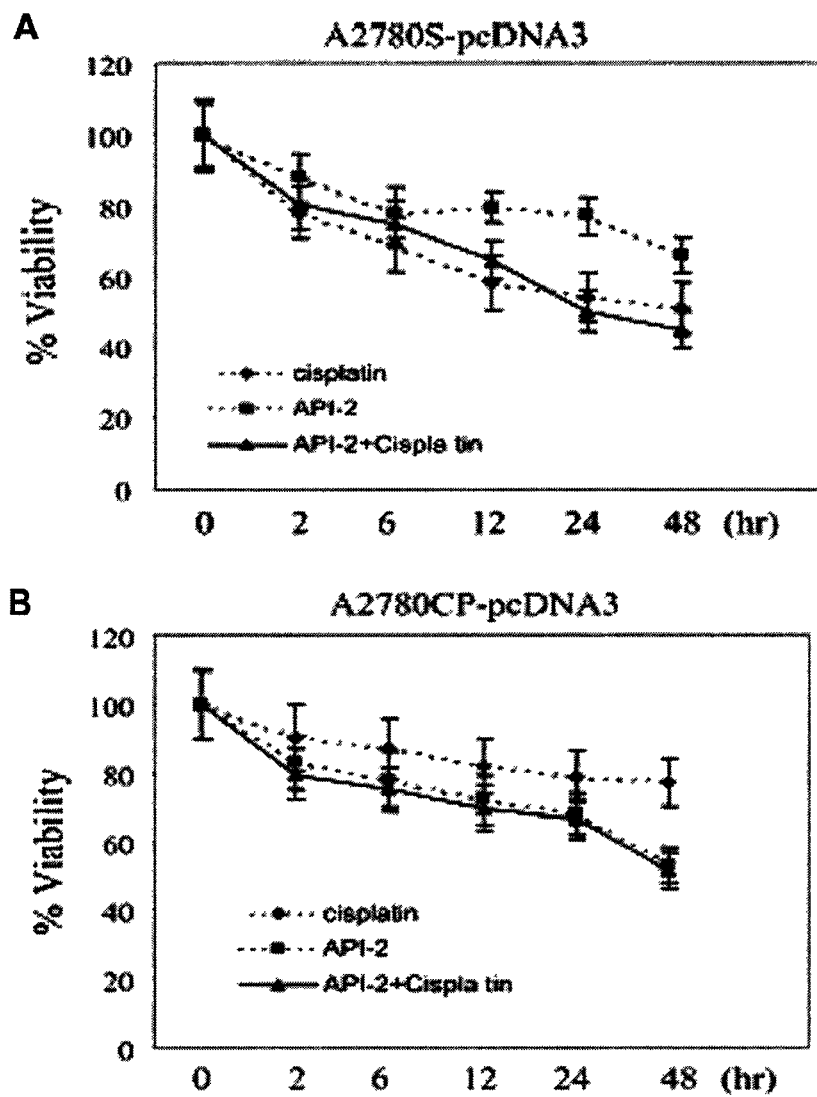 A
A2780S-pcDNA3
120
100
80
60
40
20
0
% Viability
cisplatin
API-2
API-2+Cispla tin
0 2 6 12 24 48 (hr)
B
A2780CP-pcDNA3
120
100
80
60
40
20
0
% Viability
cisplatin
API-2
API-2+Cispla tin
0 2 6 12 24 48 (hr)